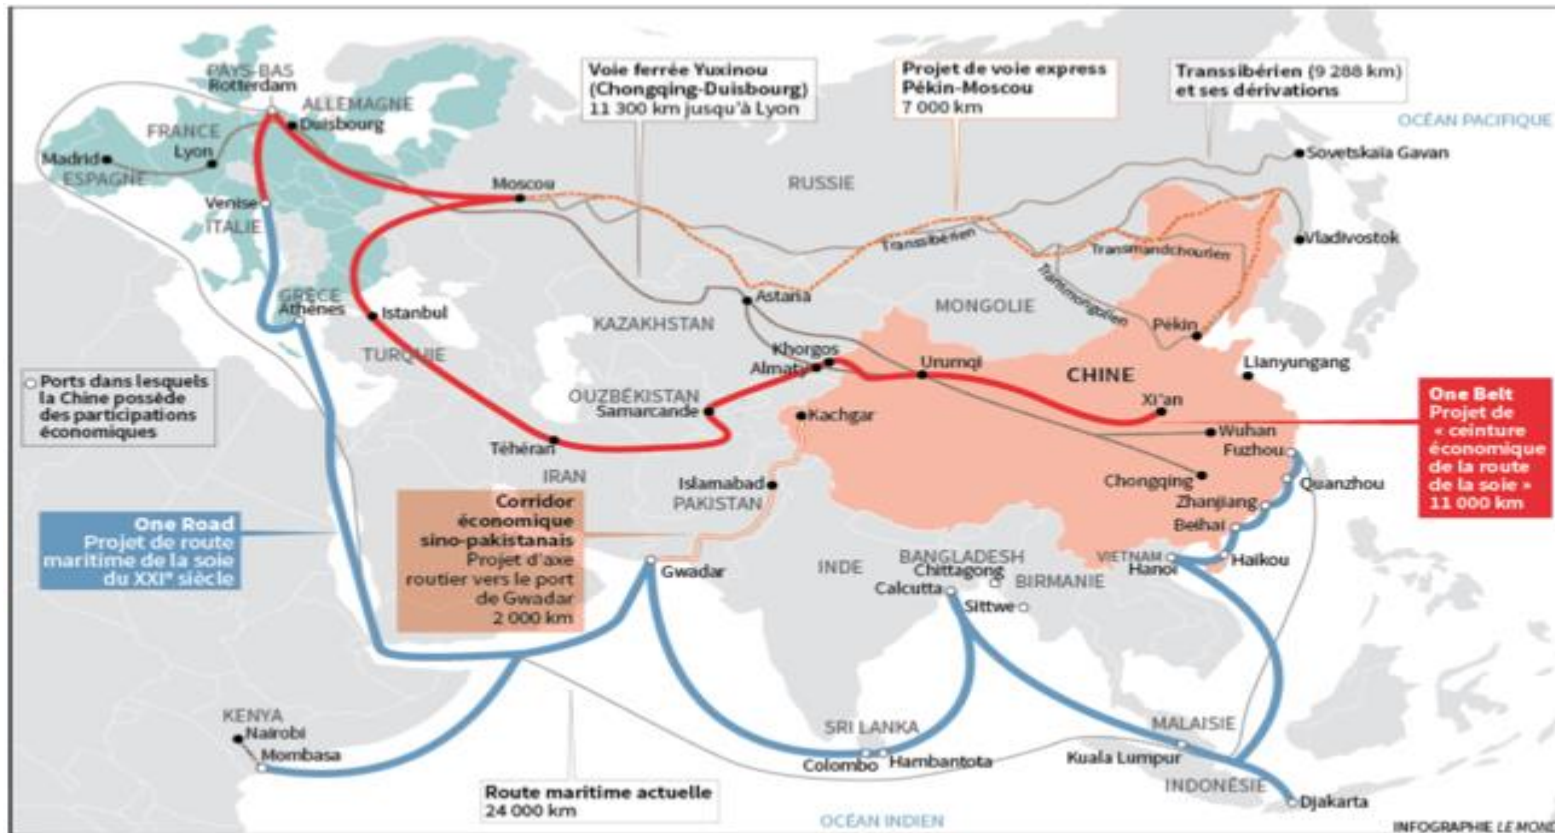 PAYS-BAS
Rotterdam
ALLEMAGNE
Duisbourg
FRANCE
Lyon
Madrid
ESPAGNE
Venise
ITALIE
GRÈCE
Athènes
Voie ferrée Yuxinou
(Chongqing-Duisbourg)
11 300 km jusqu'à Lyon
Projet de voie express
Pékin-Moscou
7 000 km
Transsibérien (9 288 km)
et ses dérivations
OCÉAN PACIFIQUE
Sovetskaïa Gavan
Moscou
RUSSIE
Transsibérien
Transmandchourien
Transmongolien
Vladivostok
Astana
MONGOLIE
KAZAKHSTAN
Istanbul
TURQUIE
Pékin
Khorgos
Almaty
Urumqi
Lianyungang
CHINE
OUZBÉKISTAN
Samarcande
Kachgar
Xi'an
Wuhan
Fuzhou
Téhéran
IRAN
Islamabad
PAKISTAN
Chongqing
Quanzhou
Zhanjiang
Beihai
Haïkou
VIETNAM
Hanoï
Ports dans lesquels
la Chine possède
des participations
économiques
One Belt
Projet de
« ceinture
économique
de la route
de la soie »
11 000 km
One Road
Projet de route
maritime de la soie
du XXIe siècle
Corridor
économique
sino-pakistanais
Projet d'axe
routier vers le port
de Gwadar
2 000 km
Gwadar
INDE
BANGLADESH
Chittagong
BIRMANIE
Calcutta
Sittwe
KENYA
Nairobi
Mombasa
SRI LANKA
Colombo
Hambantota
MALAISIE
Kuala Lumpur
INDONÉSIE
Djakarta
Route maritime actuelle
24 000 km
OCÉAN INDIEN
INFOGRAPHIE LE MOND